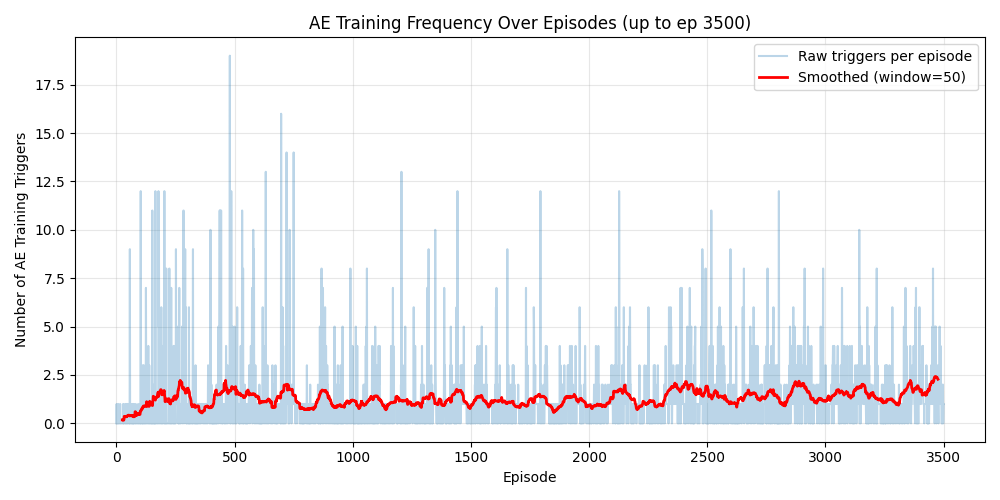 AE Training Frequency Over Episodes (up to ep 3500)
Raw triggers per episode
Smoothed (window=50)
Number of AE Training Triggers
17.5
15.0
12.5
10.0
7.5
5.0
2.5
0.0
0 500 1000 1500 2000 2500 3000 3500
Episode